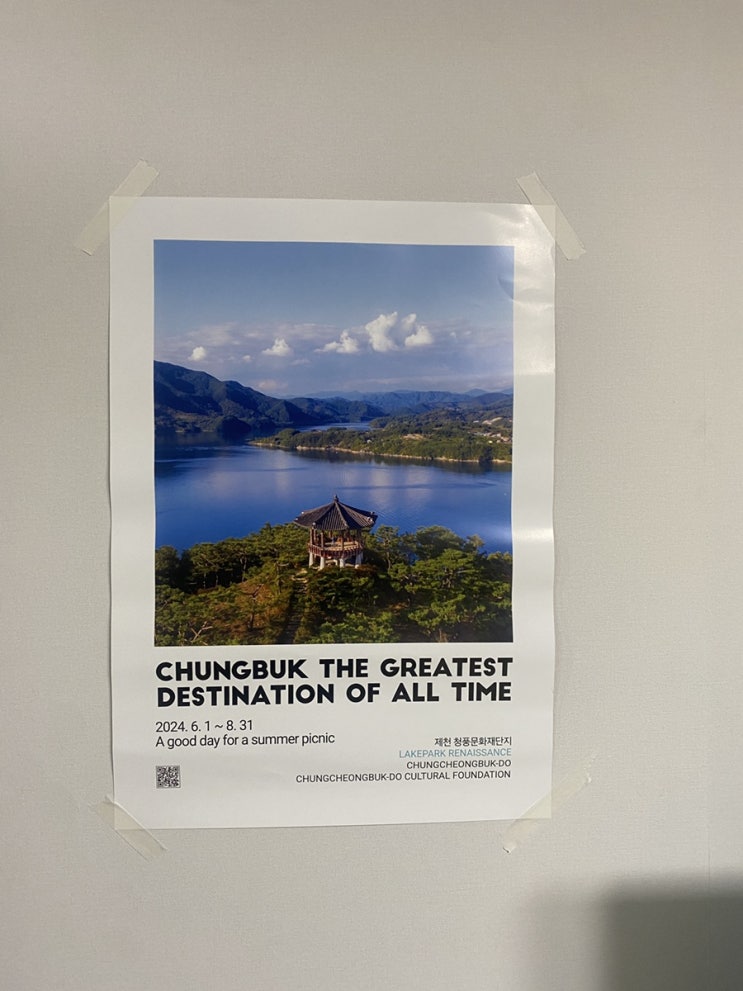 CHUNGBUK THE GREATEST
DESTINATION OF ALL TIME
2024. 6. 1 ~ 8. 31
A good day for a summer picnic
제천 청풍문화재단지
LAKEPARK RENAISSANCE
CHUNGCHEONGBUK-DO
CHUNGCHEONGBUK-DO CULTURAL FOUNDATION